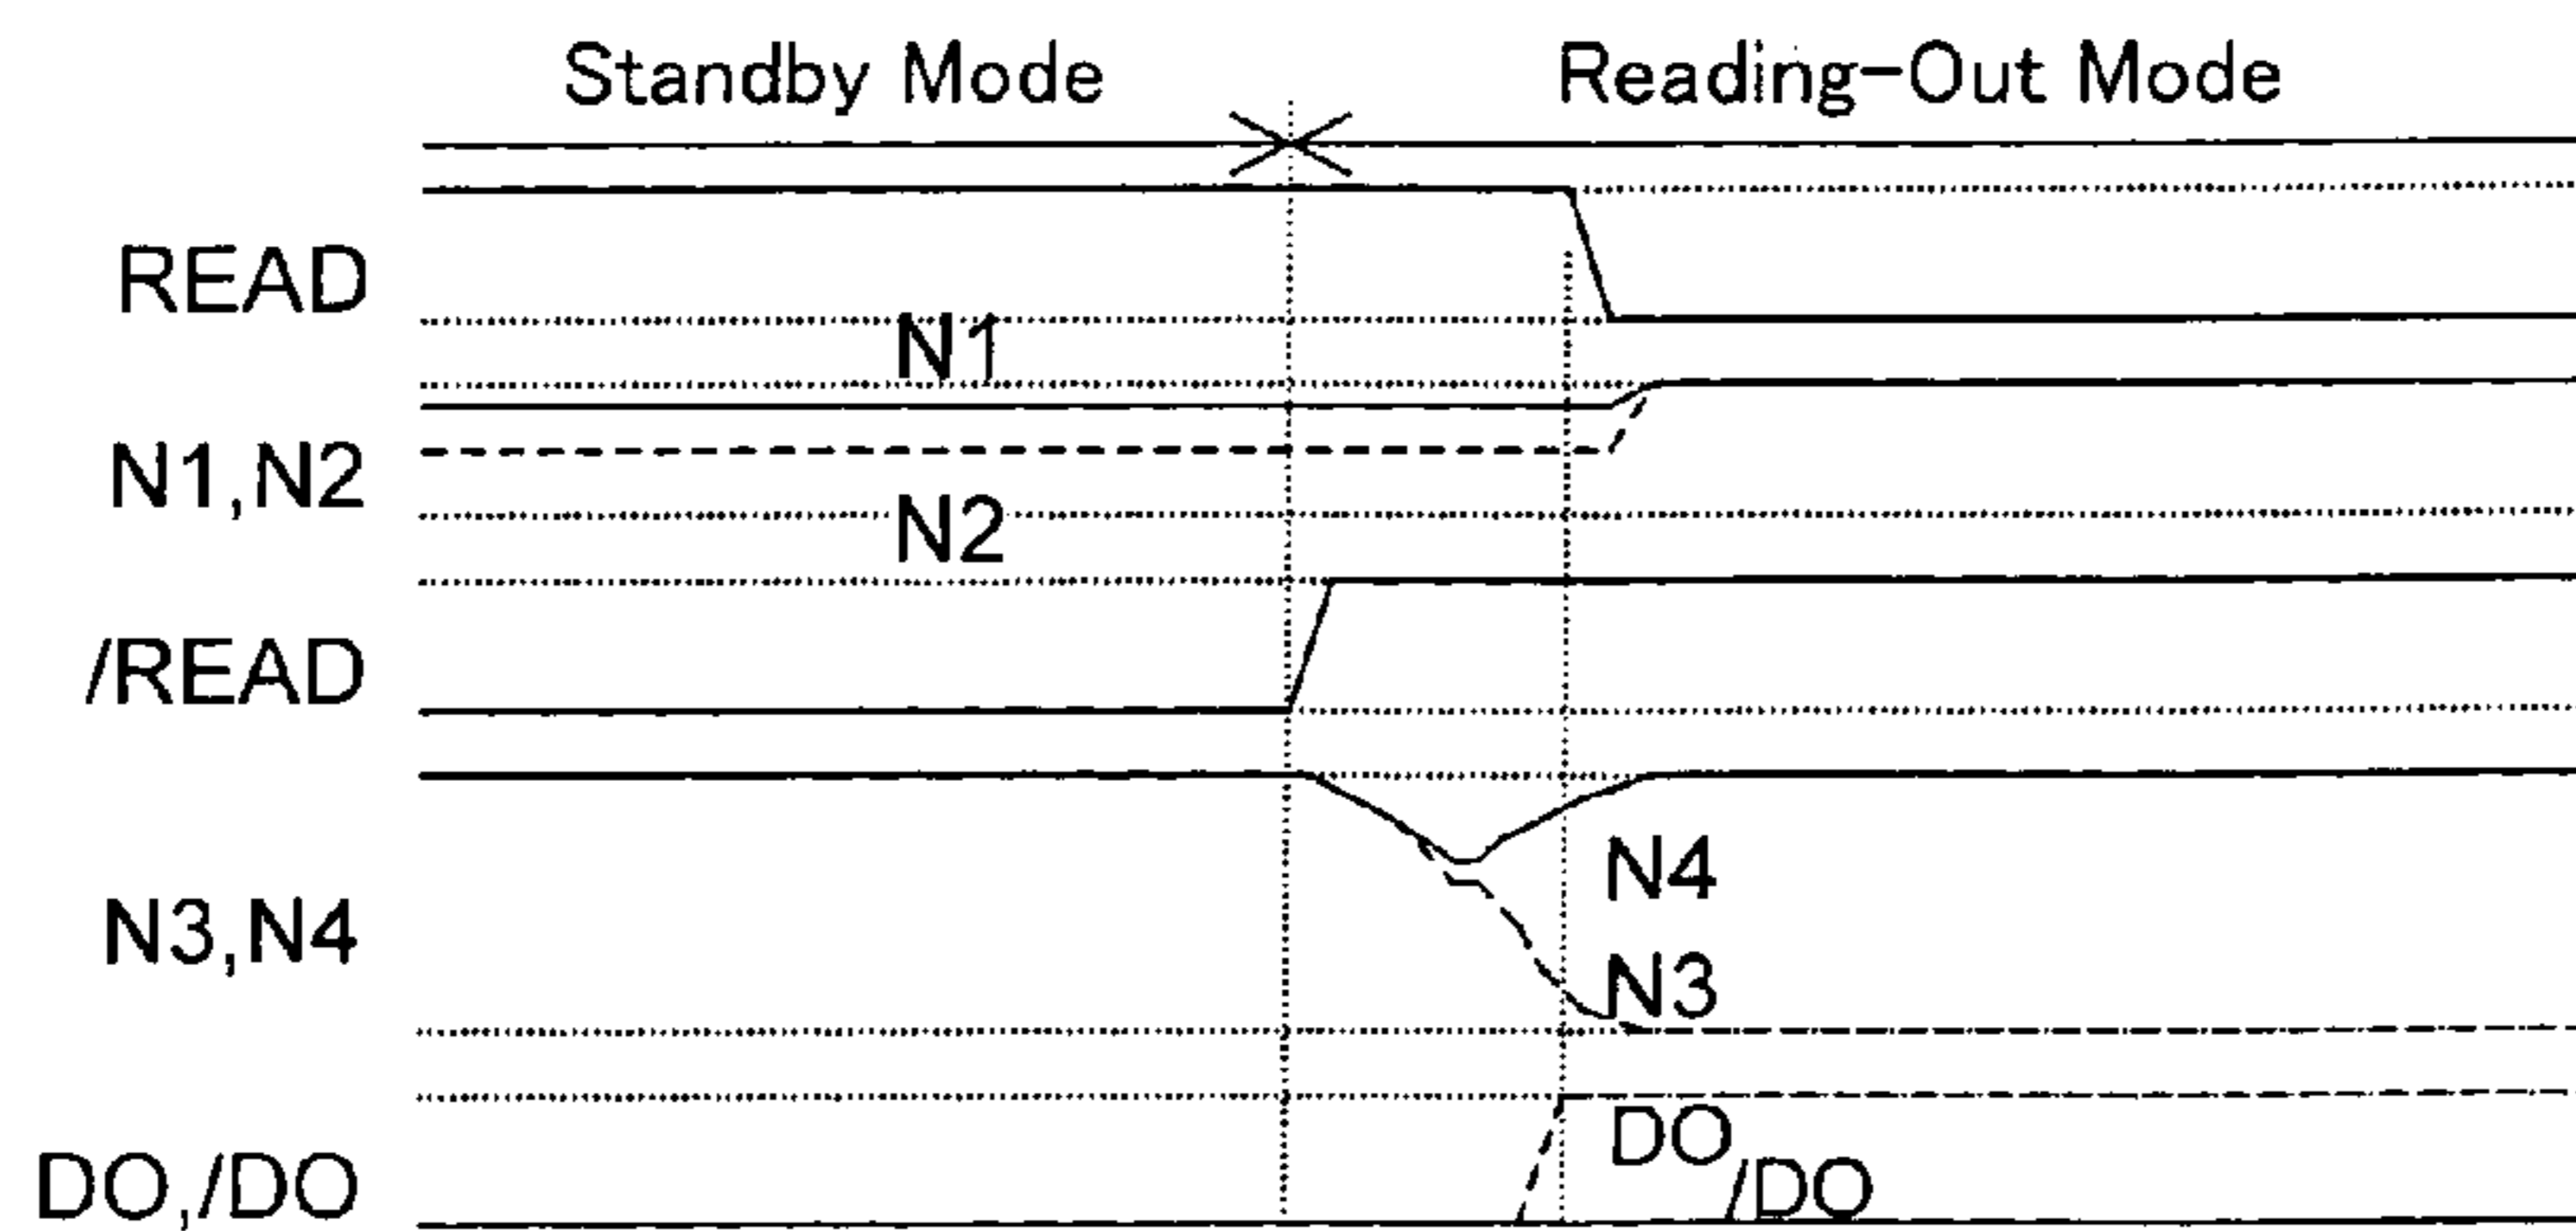 Standby Mode Reading-Out Mode
READ
N1
N1,N2
N2
/READ
N4
N3,N4
N3
DO
DO,/DO /DO